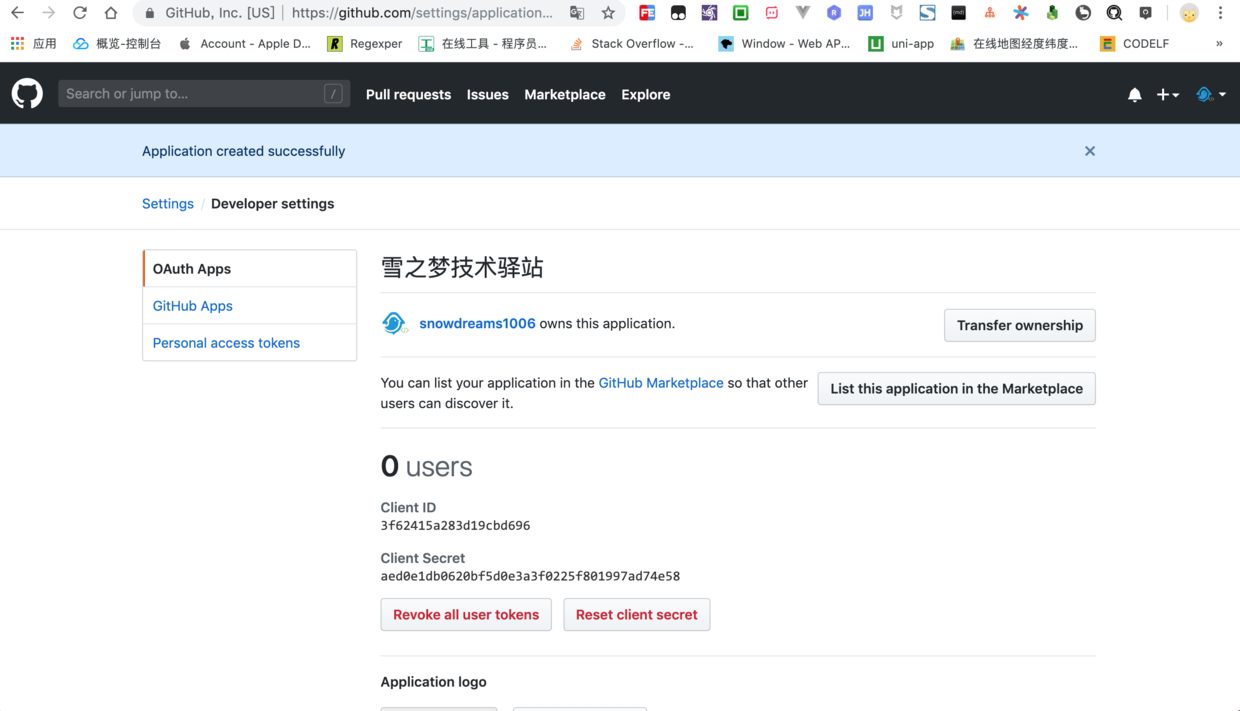 GitHub, Inc. [US] | https://github.com/settings/application...
应用 概览-控制台 Account - Apple D... Regexper 在线工具 - 程序员... Stack Overflow -... Window - Web AP... uni-app 在线地图经度纬度... CODELF »
Search or jump to... / Pull requests Issues Marketplace Explore
Application created successfully
Settings / Developer settings
OAuth Apps
GitHub Apps
Personal access tokens
雪之梦技术驿站
snowdreams1006 owns this application.
Transfer ownership
You can list your application in the GitHub Marketplace so that other
users can discover it.
List this application in the Marketplace
0 users
Client ID
3f62415a283d19cbd696
Client Secret
aed0e1db0620bf5d0e3a3f0225f801997ad74e58
Revoke all user tokens Reset client secret
Application logo